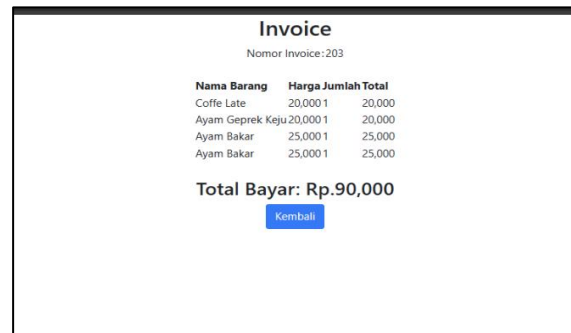 Invoice
Nomor Invoice:203
Nama Barang Harga Jumlah Total
Coffe Late 20,000 1 20,000
Ayam Geprek Keju 20,000 1 20,000
Ayam Bakar 25,000 1 25,000
Ayam Bakar 25,000 1 25,000
Total Bayar: Rp.90,000
Kembali